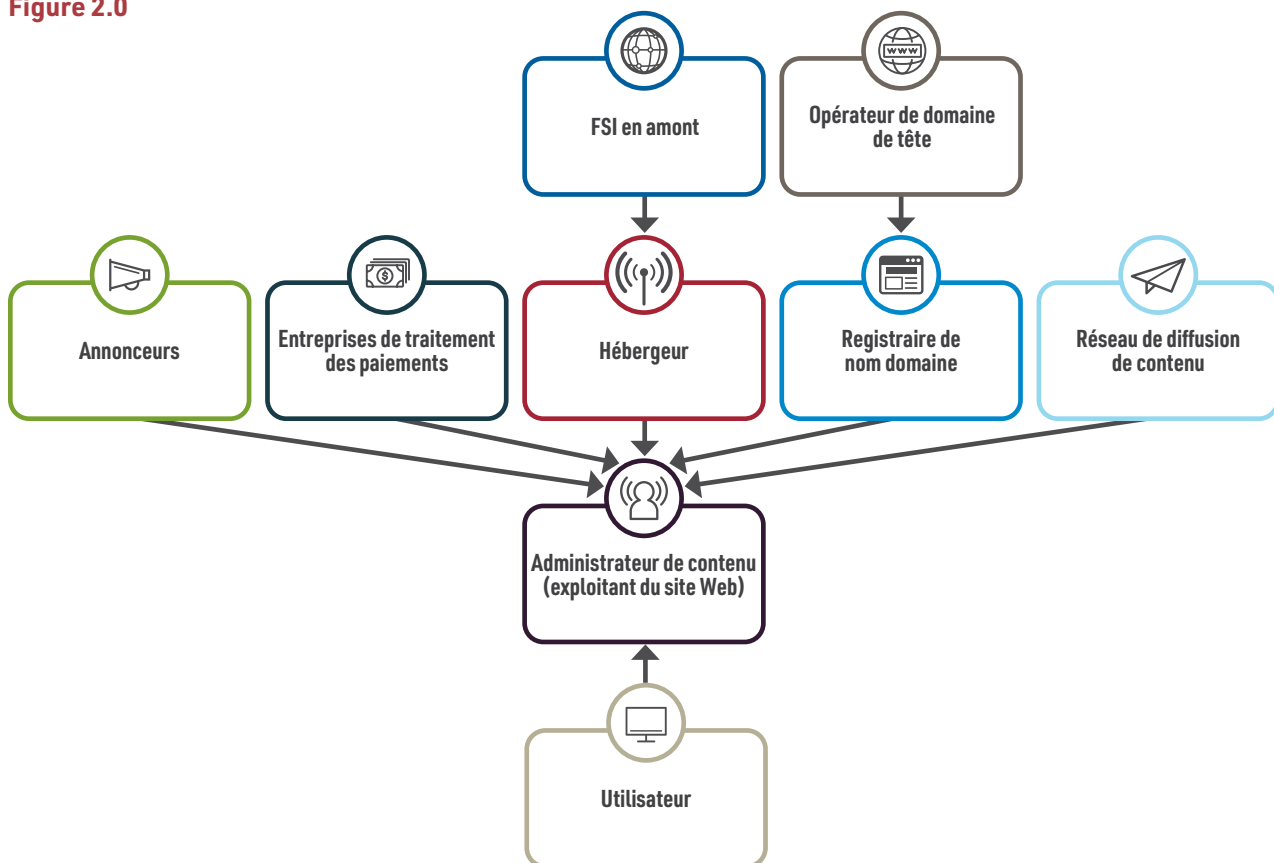 Figure 2.0
FSI en amont
Opérateur de domaine
de tête
www
Annonceurs
Entreprises de traitement
des paiements
$
Hébergeur
Registraire de
nom domaine
Réseau de diffusion
de contenu
Administrateur de contenu
(exploitant du site Web)
Utilisateur